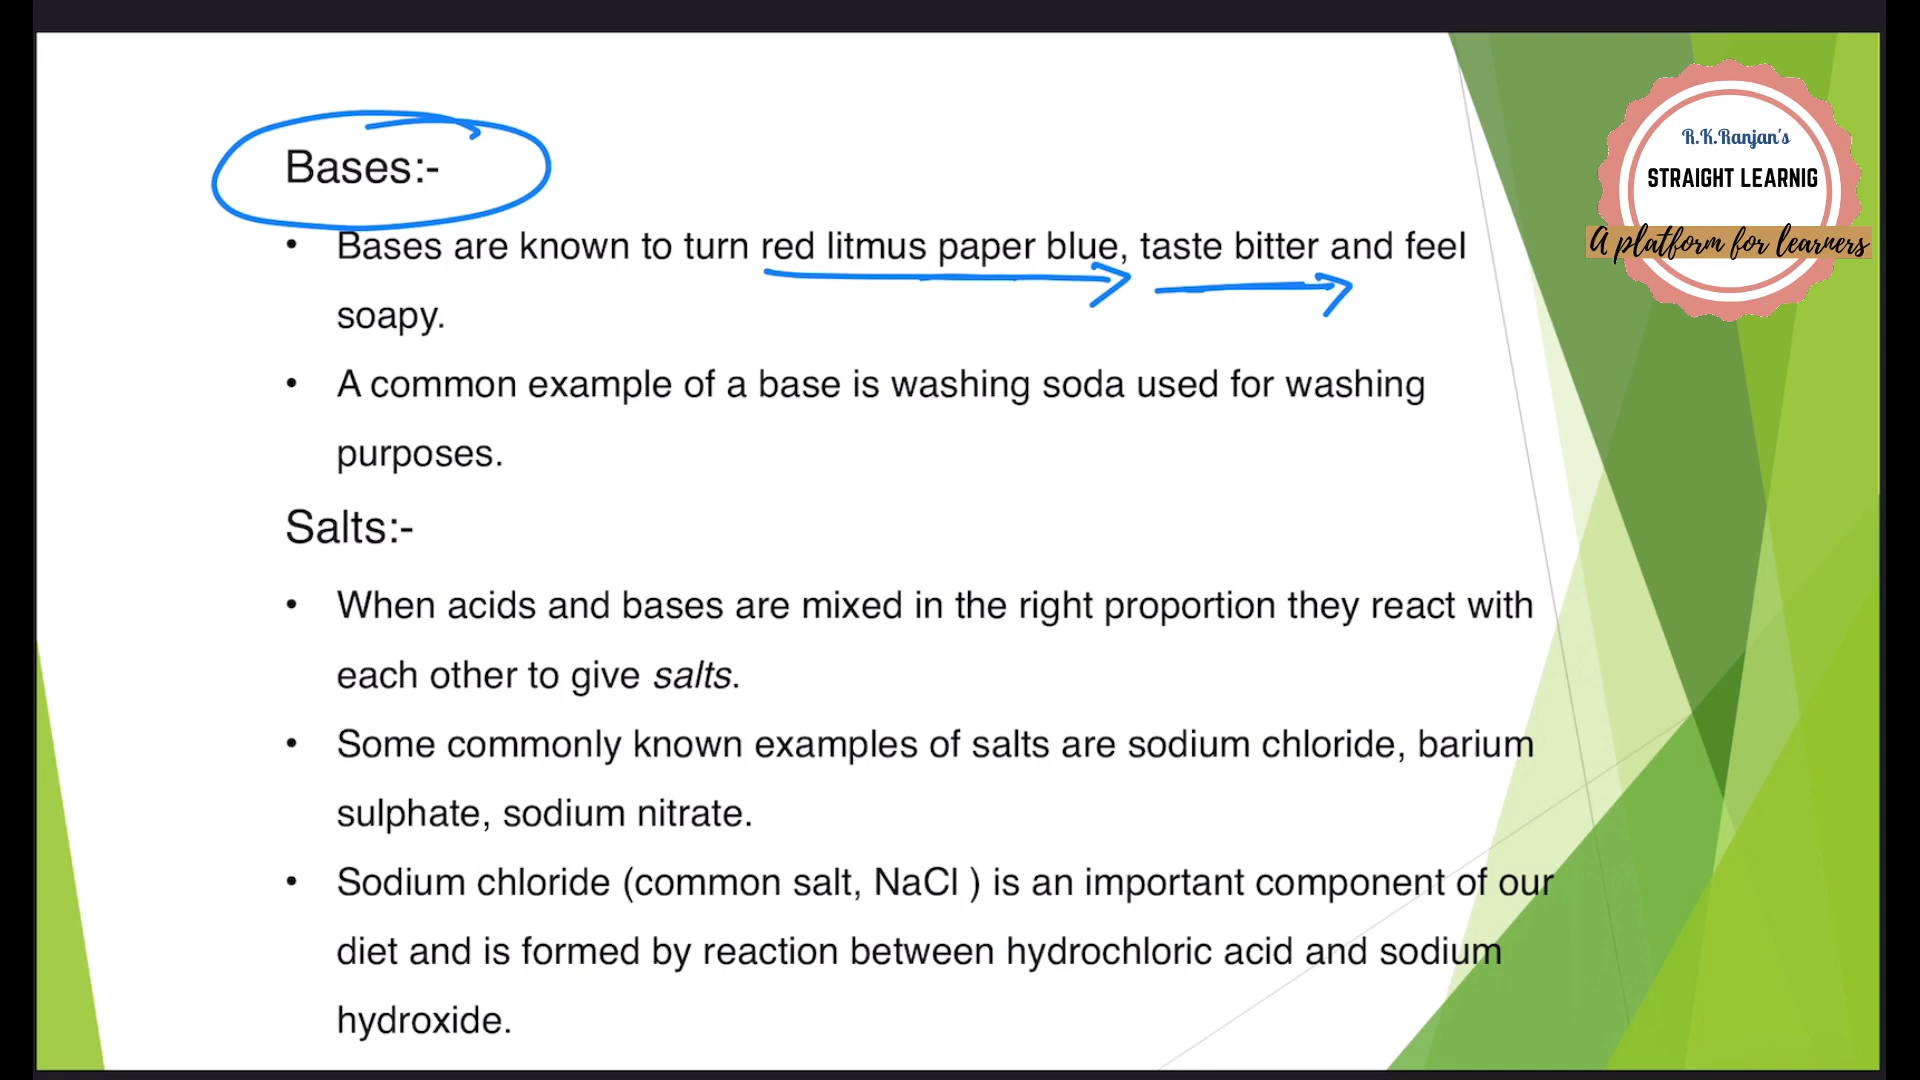 Bases:-
• Bases are known to turn red litmus paper blue, taste bitter and feel
soapy.
• A common example of a base is washing soda used for washing
purposes.
Salts:-
• When acids and bases are mixed in the right proportion they react with
each other to give salts.
• Some commonly known examples of salts are sodium chloride, barium
sulphate, sodium nitrate.
• Sodium chloride (common salt, NaCl ) is an important component of our
diet and is formed by reaction between hydrochloric acid and sodium
hydroxide.
R.K.Ranjan's
STRAIGHT LEARNIG
A platform for learners